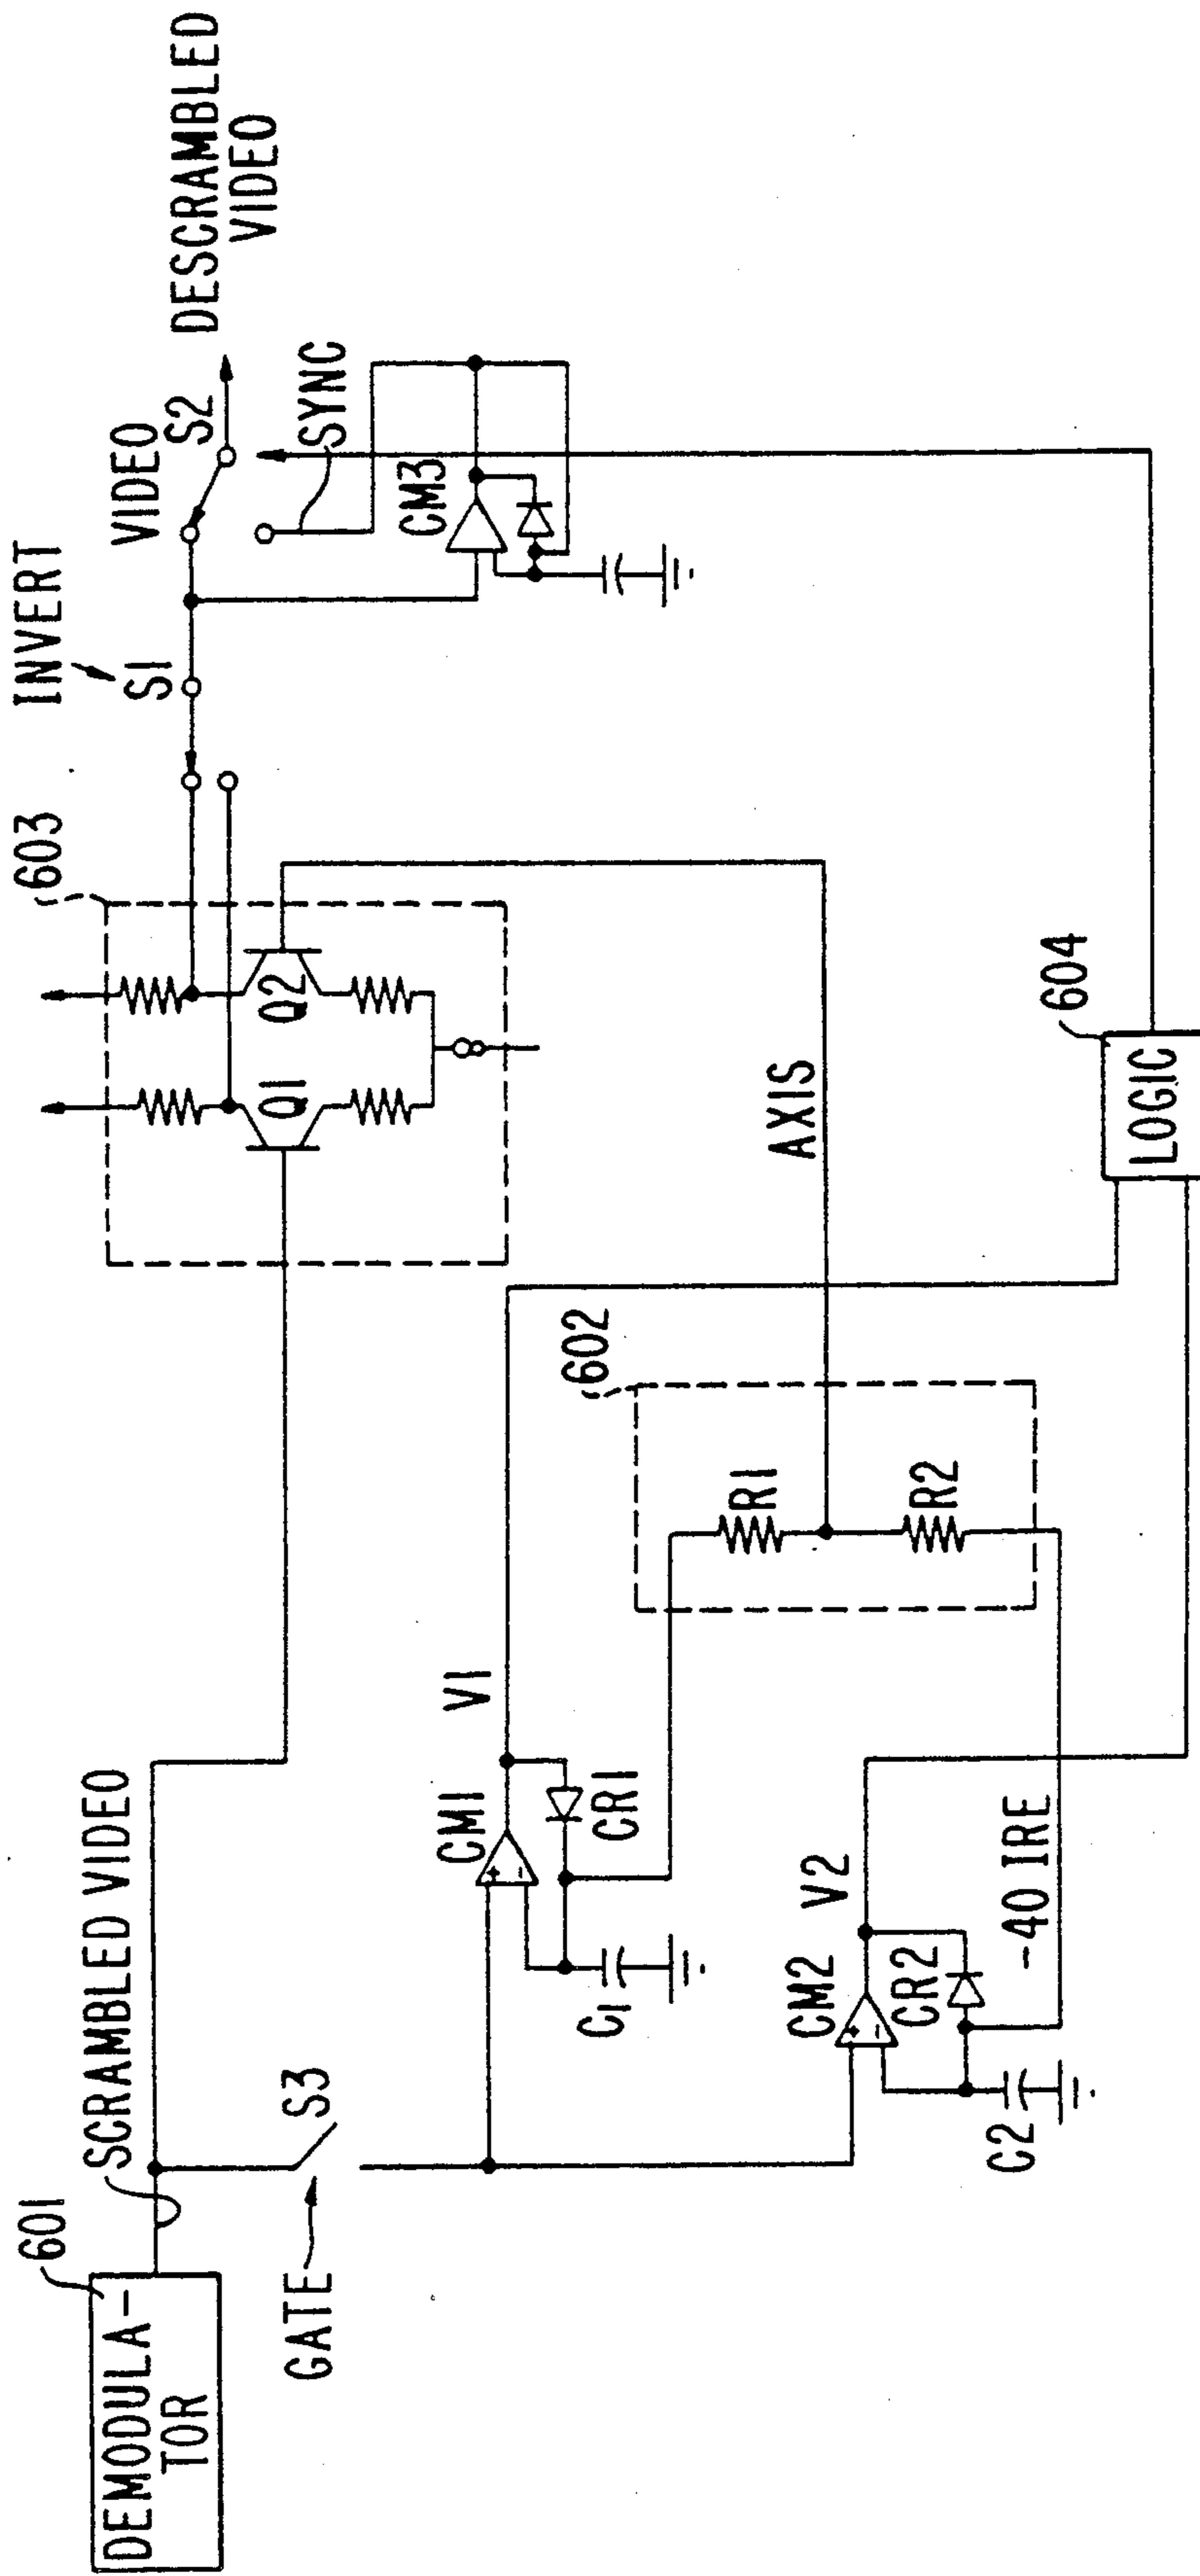 DEMODULA-
TOR
601
SCRAMBLED VIDEO
GATE
S3
CM1
+
-
V1
CR1
C1
CM2
+
-
V2
CR2
C2
-40 IRE
602
R1
R2
AXIS
603
Q1
Q2
604
LOGIC
INVERT
S1
VIDEO
S2
SYNC
CM3
DESCRAMBLED
VIDEO